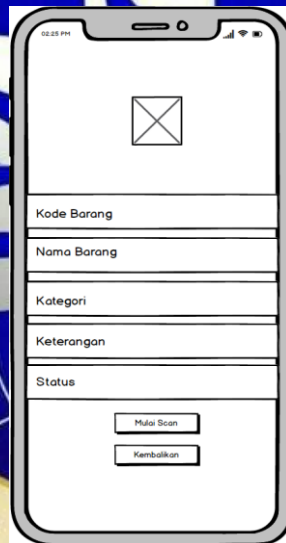 02:25 PM
Kode Barang
Nama Barang
Kategori
Keterangan
Status
Mulai Scan
Kembalikan